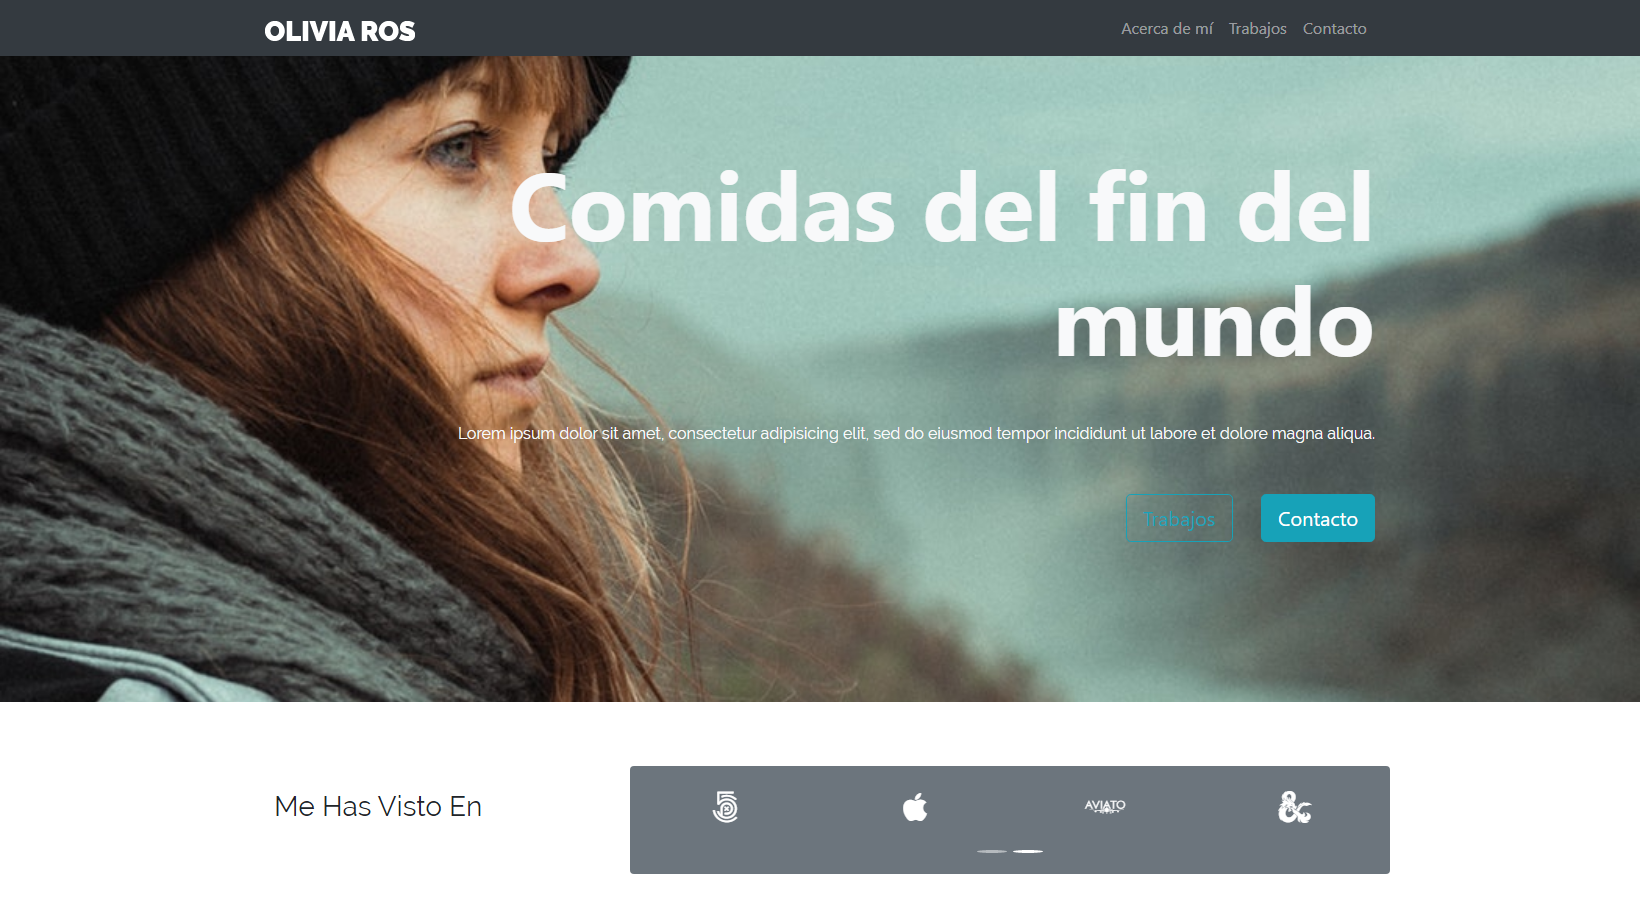 OLIVIA ROS
Acerca de mí Trabajos Contacto
Comidas del fin del
mundo
Lorem ipsum dolor sit amet, consectetur adipisicing elit, sed do eiusmod tempor incididunt ut labore et dolore magna aliqua.
Trabajos Contacto
Me Has Visto En
5 AVIATO &